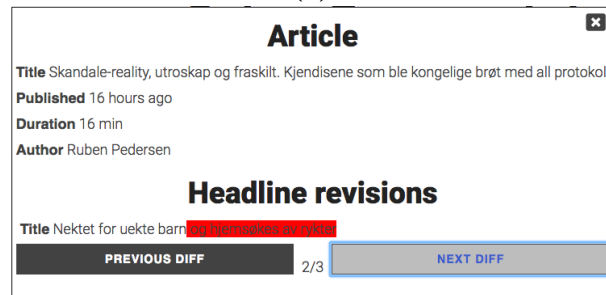 Article
Title Skandale-reality, utroskap og fraskilt. Kjendisene som ble kongelige brøt med all protokol
Published 16 hours ago
Duration 16 min
Author Ruben Pedersen
Headline revisions
Title Nektet for uekte barn og hjemsøkes av rykter
PREVIOUS DIFF 2/3 NEXT DIFF